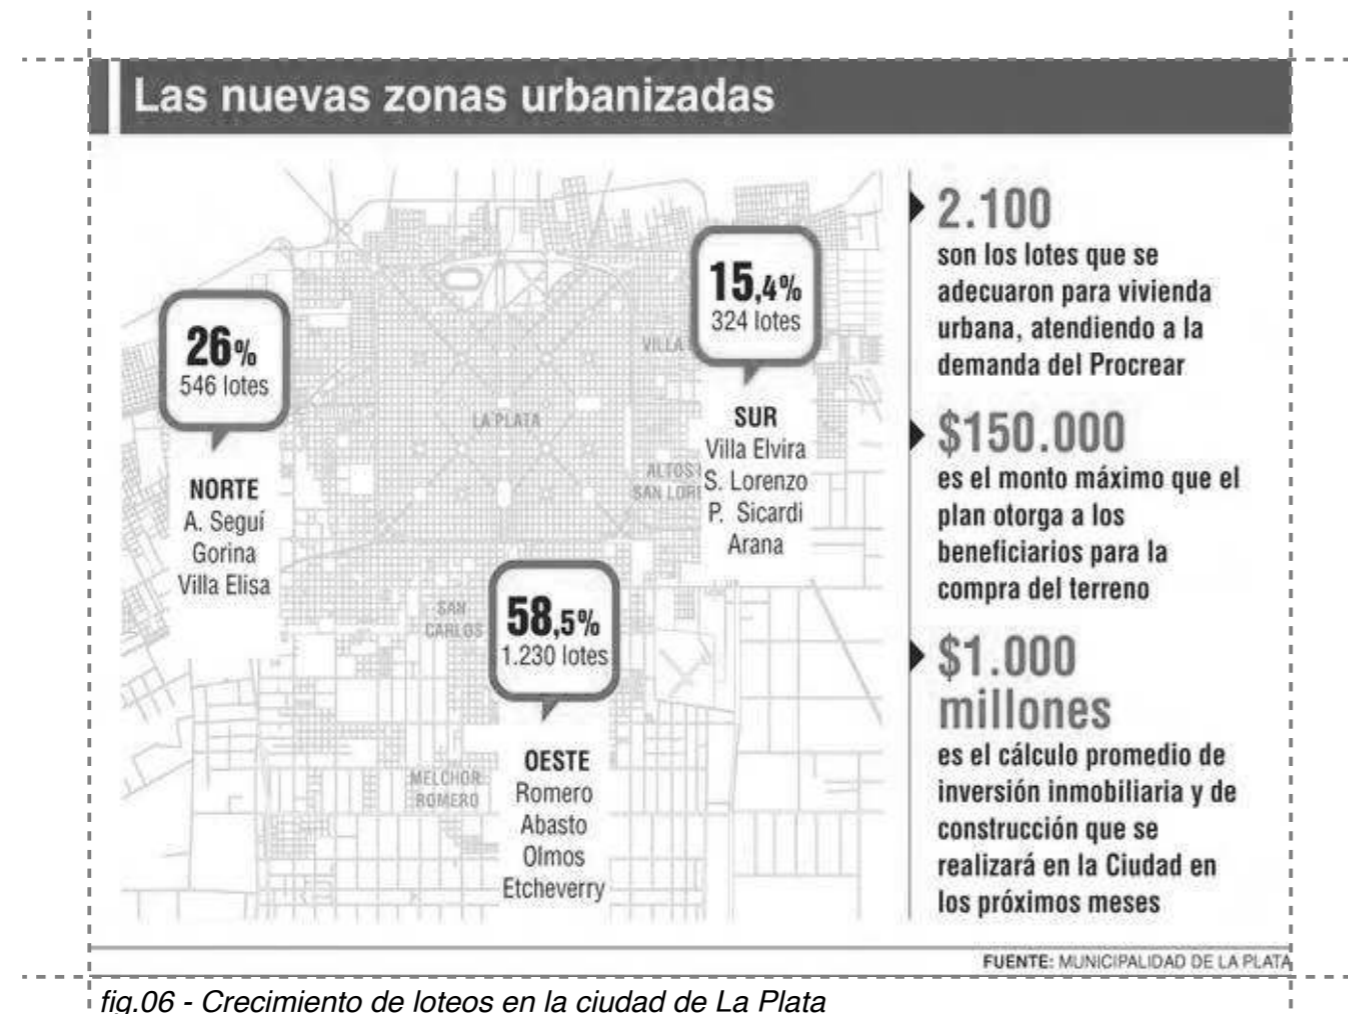 Las nuevas zonas urbanizadas
26%
546 lotes
NORTE
A. Seguí
Gorina
Villa Elisa
15,4%
324 lotes
SUR
Villa Elvira
S. Lorenzo
P. Sicardi
Arana
58,5%
1.230 lotes
OESTE
Romero
Abasto
Olmos
Etcheverry
VILLA
LA PLATA
ALTOS
SAN LOR
SAN
CARLOS
MELCHOR
ROMERO
2.100
son los lotes que se
adecuaron para vivienda
urbana, atendiendo a la
demanda del Procrear
$150.000
es el monto máximo que el
plan otorga a los
beneficiarios para la
compra del terreno
$1.000
millones
es el cálculo promedio de
inversión inmobiliaria y de
construcción que se
realizará en la Ciudad en
los próximos meses
FUENTE: MUNICIPALIDAD DE LA PLATA
fig.06 - Crecimiento de loteos en la ciudad de La Plata